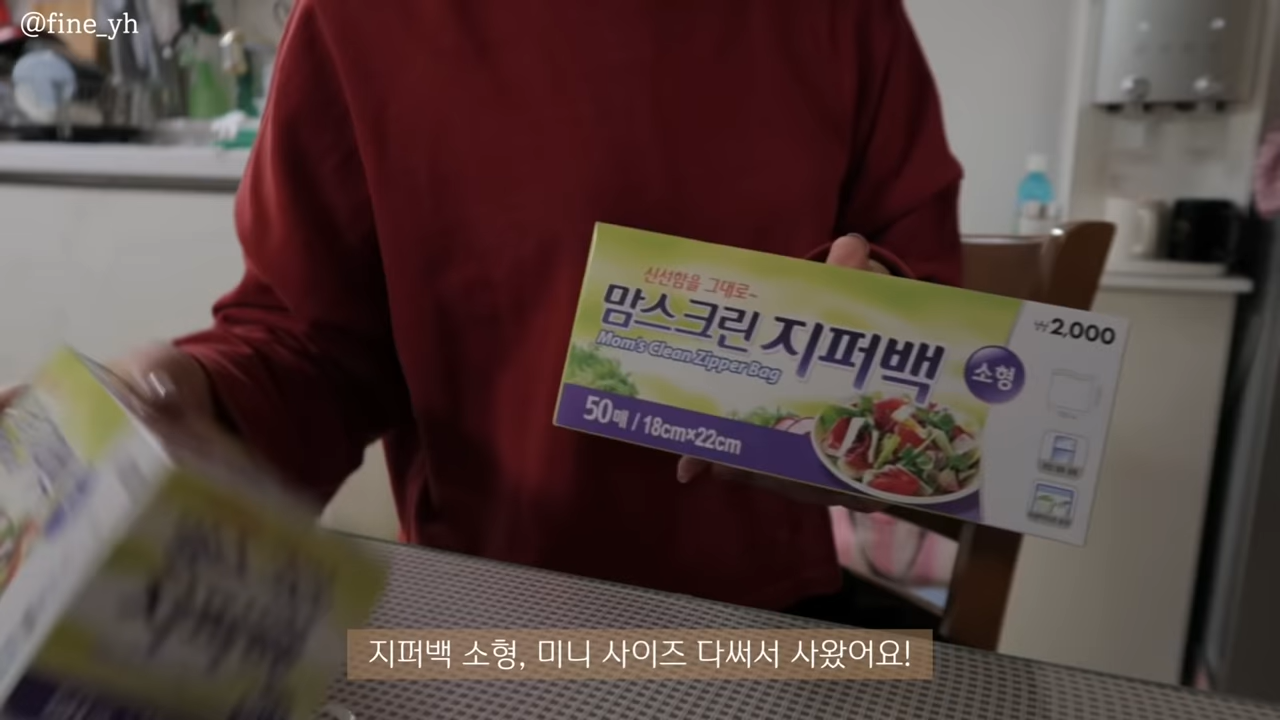 @fine_yh
신선함을 그대로~
맘스크린 지퍼백
Mom's Clean Zipper Bag
소형
₩2,000
50매 / 18cm×22cm
지퍼백 소형, 미니 사이즈 다써서 사왔어요!